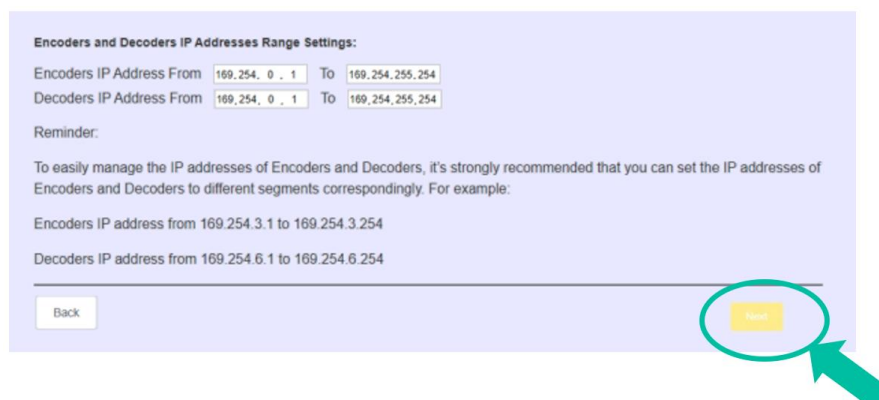 Encoders and Decoders IP Addresses Range Settings:
Encoders IP Address From 169.254. 0 . 1 To 169.254.255.254
Decoders IP Address From 169.254. 0 . 1 To 169.254.255.254
Reminder:
To easily manage the IP addresses of Encoders and Decoders, it's strongly recommended that you can set the IP addresses of
Encoders and Decoders to different segments correspondingly. For example:
Encoders IP address from 169.254.3.1 to 169.254.3.254
Decoders IP address from 169.254.6.1 to 169.254.6.254
Back Next